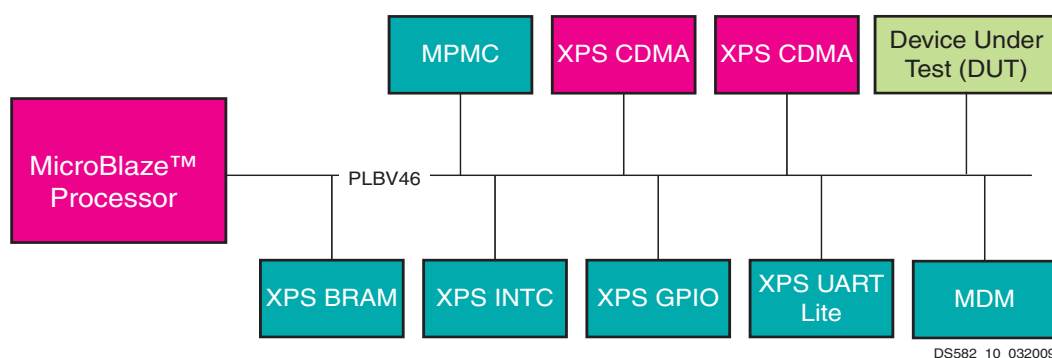 MPMC
XPS CDMA
XPS CDMA
Device Under
Test (DUT)
MicroBlaze™
Processor
PLBV46
XPS BRAM
XPS INTC
XPS GPIO
XPS UART
Lite
MDM
DS582_10_032009